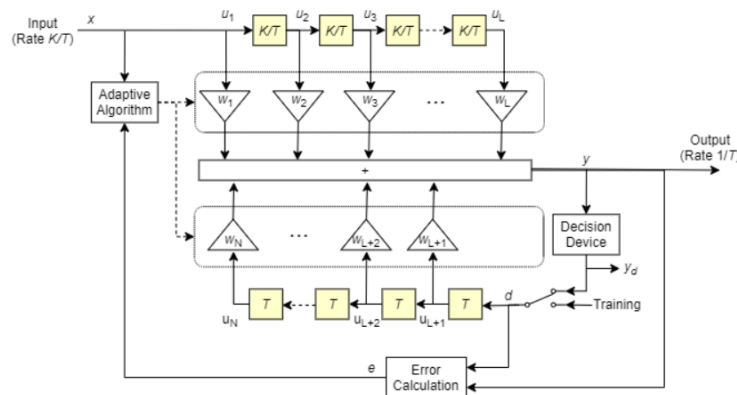 Input
(Rate K/T)
x
u1
u2
u3
uL
K/T
K/T
K/T
K/T
Adaptive
Algorithm
w1
w2
w3
...
wL
Output
(Rate 1/T)
+
y
wN
...
wL+2
wL+1
Decision
Device
yd
T
T
T
T
d
Training
uN
uL+2
uL+1
e
Error
Calculation